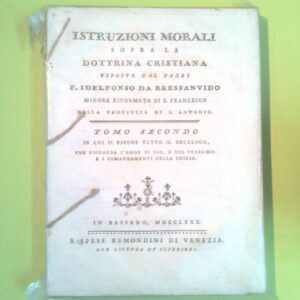 ISTRUZIONI MORALI
SOPRA LA
DOTTRINA CRISTIANA
ESPOSTE DAL PADRE
F. IDELFONSO DA BRESSANVIDO
MINORE RIFORMATO DI S. FRANCESCO
DELLA PROVINCIA DI S. ANTONIO.
TOMO SECONDO
IN CUI SI ESPONE TUTTO IL DECALOGO,
CHE RIGUARDA L'AMOR DI DIO, E DEL PROSSIMO;
E I COMANDAMENTI DELLA CHIESA.
IN BASSANO, MDCCLXXX.
A SPESE REMONDINI DI VENEZIA.
CON LICENZA DE' SUPERIORI.